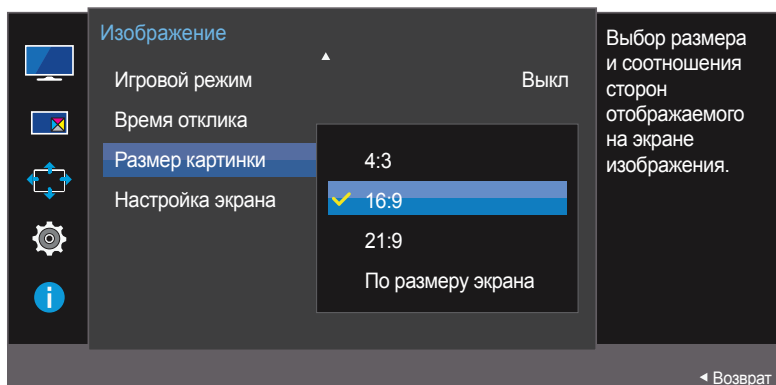 Изображение
Игровой режим Выкл
Время отклика
Размер картинки
Настройка экрана
4:3
16:9
21:9
По размеру экрана
Выбор размера
и соотношения
сторон
отображаемого
на экране
изображения.
Возврат